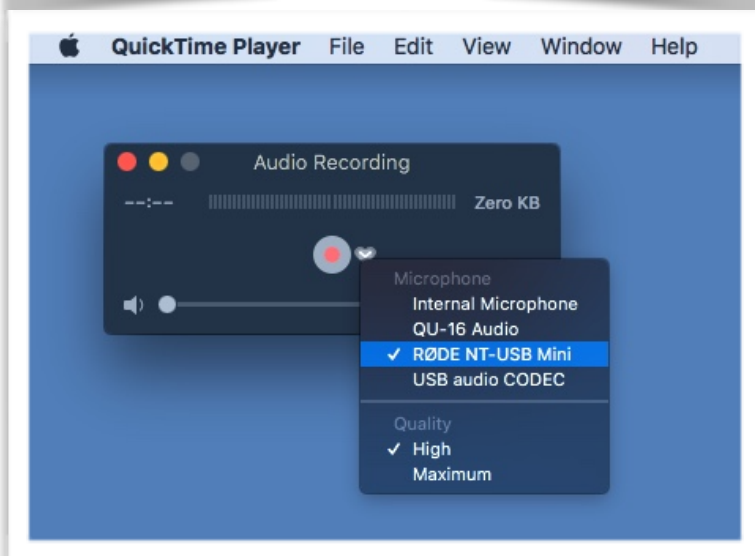 QuickTime Player File Edit View Window Help
Audio Recording
--:-- Zero KB
Microphone
Internal Microphone
QU-16 Audio
✓ RØDE NT-USB Mini
USB audio CODEC
Quality
✓ High
Maximum